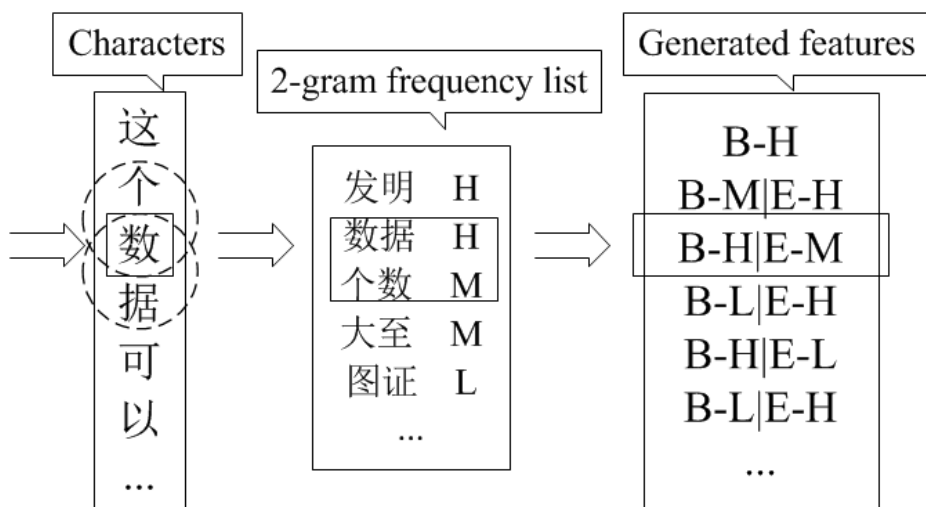 Characters
这
个
数
据
可
以
...
2-gram frequency list
发明 H
数据 H
个数 M
大至 M
图证 L
...
Generated features
B-H
B-M|E-H
B-H|E-M
B-L|E-H
B-H|E-L
B-L|E-H
...